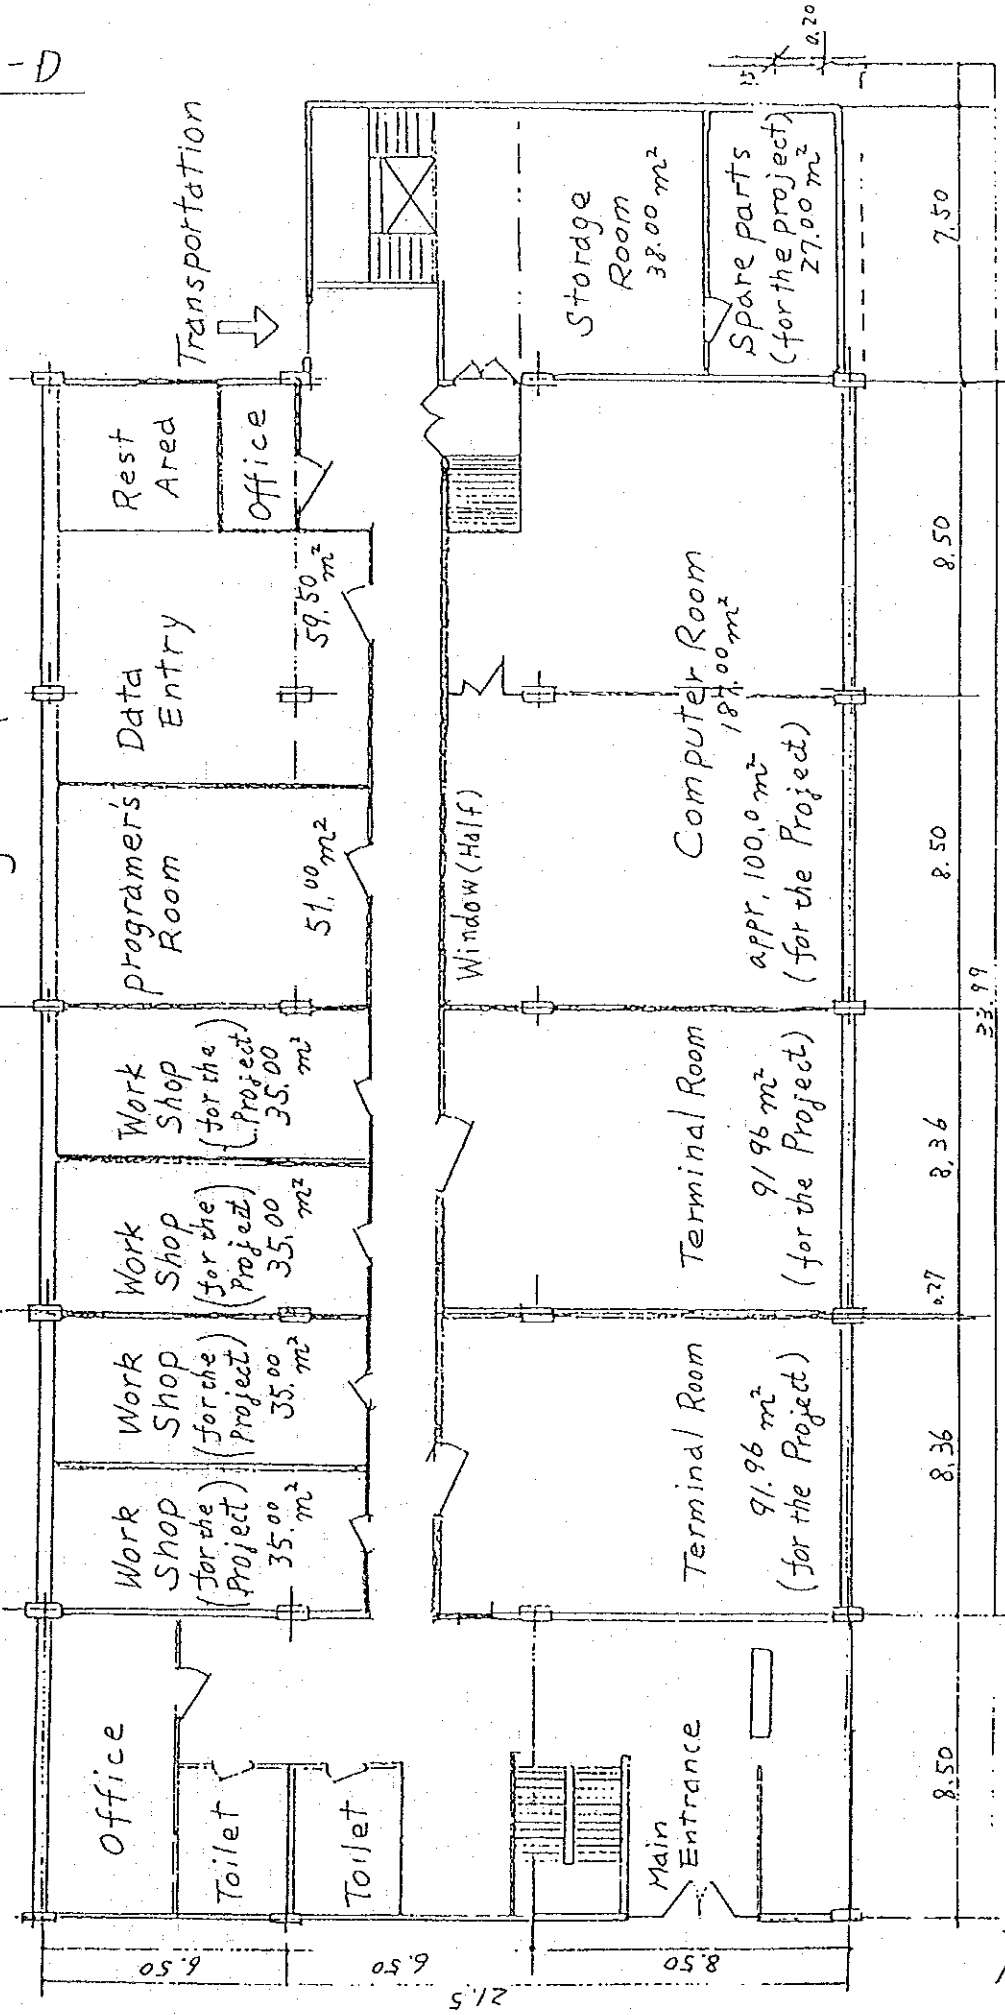 -D
Transportation
Office
Toilet
Toilet
Main
Entrance
Work
Shop
(for the
Project)
35.00
m²
Work
Shop
(for the
Project)
35.00
m²
Work
Shop
(for the
Project)
35.00
m²
Work
Shop
(for the
Project)
35.00
m²
programer's
Room
51.00 m²
Data
Entry
59.50
m²
Rest
Area
Office
Terminal Room
91.96 m²
(for the Project)
Terminal Room
91 96 m²
(for the Project)
Window (Half)
Computer Room
187.00 m²
appr, 100.0 m²
(for the Project)
Storage
Room
38.00 m²
Spare parts
(for the project)
27.00 m²
6.50
6.50
8.50
21.5
8.50
8.36
0.27
8.36
8.50
8.50
7.50
0.20
33.99